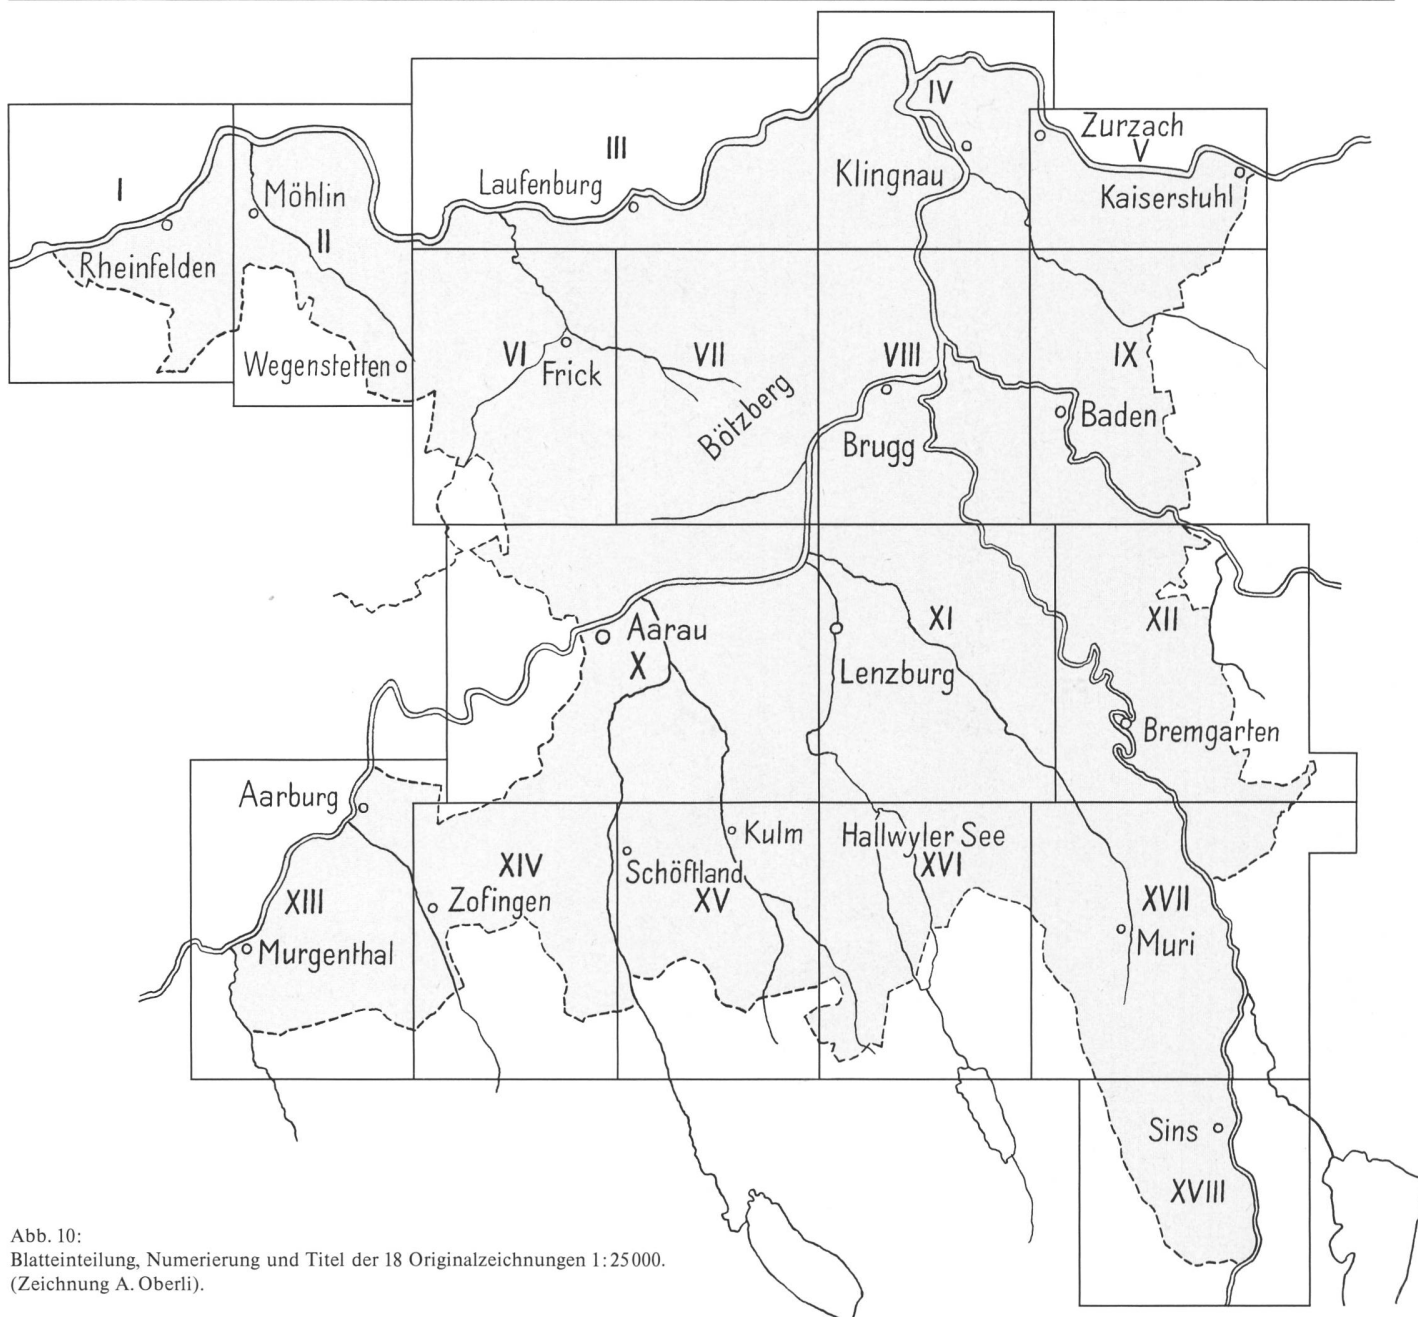 IV
Zurzach
V
III
Klingnau
Kaiserstuhl
Laufenburg
I
Möhlin
II
Rheinfelden
Wegenstetten
VI
Frick
VII
VIII
IX
Bötzberg
Baden
Brugg
Aarau
X
XI
XII
Lenzburg
Bremgarten
Aarburg
Kulm
Hallwyler See
XVI
XIV
Schöftland
XV
XIII
Zofingen
XVII
Murgenthal
Muri
Sins
XVIII
Abb. 10:
Blatteinteilung, Numerierung und Titel der 18 Originalzeichnungen 1:25000.
(Zeichnung A. Oberli).